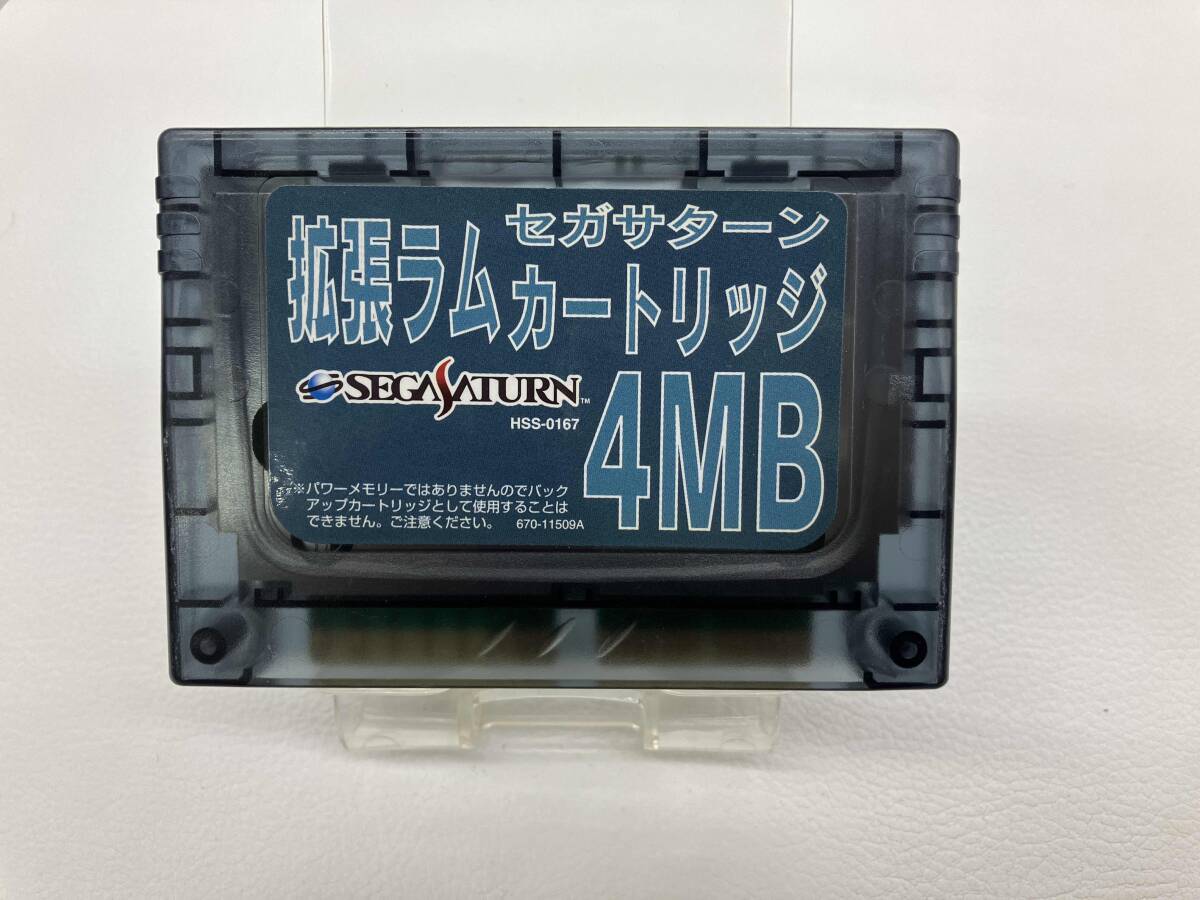 セガサターン
拡張ラムカートリッジ
SEGA SATURN™
HSS-0167
4MB
※パワーメモリーではありませんのでバック
アップカートリッジとして使用することは
できません。ご注意ください。 670-11509A